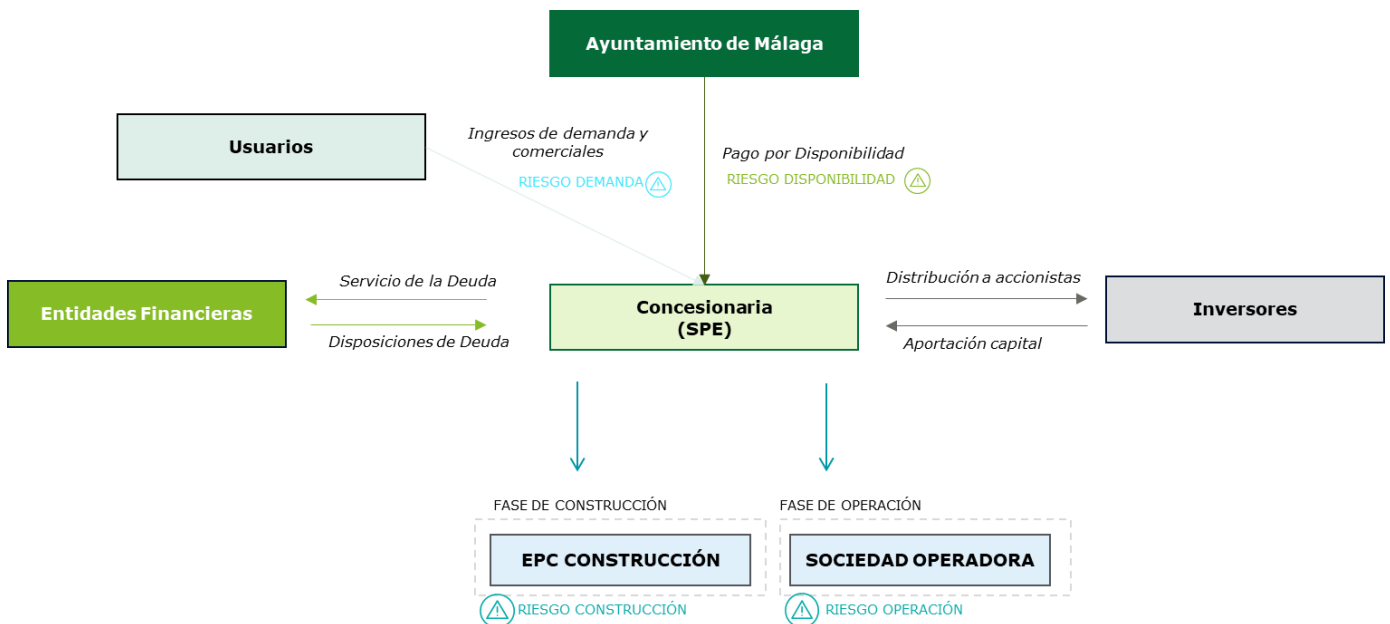 Ayuntamiento de Málaga
Usuarios
Ingresos de demanda y
comerciales
RIESGO DEMANDA
Pago por Disponibilidad
RIESGO DISPONIBILIDAD
Entidades Financieras
Servicio de la Deuda
Disposiciones de Deuda
Concesionaria
(SPE)
Distribución a accionistas
Aportación capital
Inversores
FASE DE CONSTRUCCIÓN
EPC CONSTRUCCIÓN
RIESGO CONSTRUCCIÓN
FASE DE OPERACIÓN
SOCIEDAD OPERADORA
RIESGO OPERACIÓN